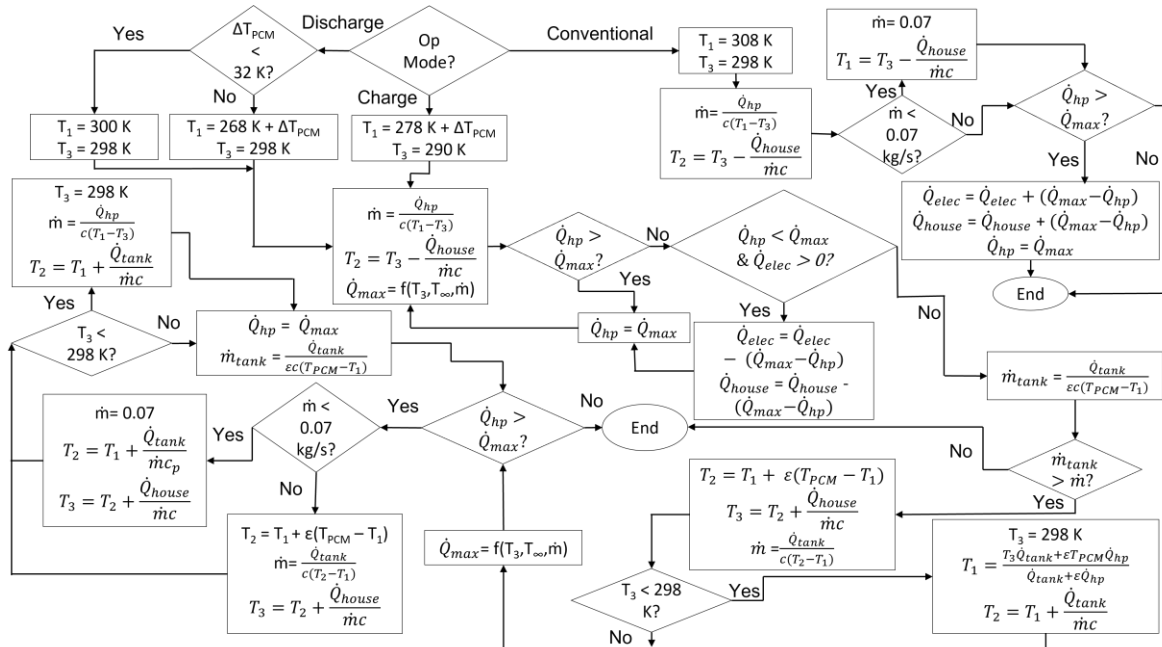 Yes
ΔT_PCM
<
32 K?
Discharge
Op
Mode?
Conventional
No
Charge
T₁ = 300 K
T₃ = 298 K
T₁ = 268 K + ΔT_PCM
T₃ = 298 K
T₁ = 278 K + ΔT_PCM
T₃ = 290 K
T₁ = 308 K
T₃ = 298 K
ṁ= Q̇_hp/c(T₁−T₃)
T₂ = T₃ − Q̇_house/ṁc
ṁ = 0.07
T₁ = T₃ − Q̇_house/ṁc
Yes
ṁ <
0.07
kg/s?
No
Q̇_hp >
Q̇_max?
Yes
No
Q̇_elec = Q̇_elec + (Q̇_max−Q̇_hp)
Q̇_house = Q̇_house + (Q̇_max−Q̇_hp)
Q̇_hp = Q̇_max
End
T₃ = 298 K
ṁ = Q̇_hp/c(T₁−T₃)
T₂ = T₁ + Q̇_tank/ṁc
Yes
T₃ <
298 K?
No
ṁ = Q̇_hp/c(T₁−T₃)
T₂ = T₃ − Q̇_house/ṁc
Q̇_max = f(T₃,T∞,ṁ)
Q̇_hp >
Q̇_max?
No
Yes
Q̇_hp = Q̇_max
Q̇_hp < Q̇_max
& Q̇_elec > 0?
Yes
No
Q̇_elec = Q̇_elec
− (Q̇_max−Q̇_hp)
Q̇_house = Q̇_house -
(Q̇_max−Q̇_hp)
Q̇_hp = Q̇_max
ṁ_tank = Q̇_tank/εc(T_PCM−T₁)
ṁ_tank = Q̇_tank/εc(T_PCM−T₁)
ṁ= 0.07
T₂ = T₁ + Q̇_tank/ṁc_p
T₃ = T₂ + Q̇_house/ṁc
Yes
ṁ <
0.07
kg/s?
Yes
No
Q̇_hp >
Q̇_max?
No
End
No
ṁ_tank
> ṁ?
Yes
T₂ = T₁ + ε(T_PCM − T₁)
ṁ= Q̇_tank/c(T₂−T₁)
T₃ = T₂ + Q̇_house/ṁc
Q̇_max = f(T₃,T∞,ṁ)
T₂ = T₁ + ε(T_PCM − T₁)
T₃ = T₂ + Q̇_house/ṁc
ṁ = Q̇_tank/c(T₂−T₁)
T₃ < 298
K?
Yes
No
T₃ = 298 K
T₁ = T₃Q̇_tank+εT_PCMQ̇_hp/Q̇_tank+εQ̇_hp
T₂ = T₁ + Q̇_tank/ṁc